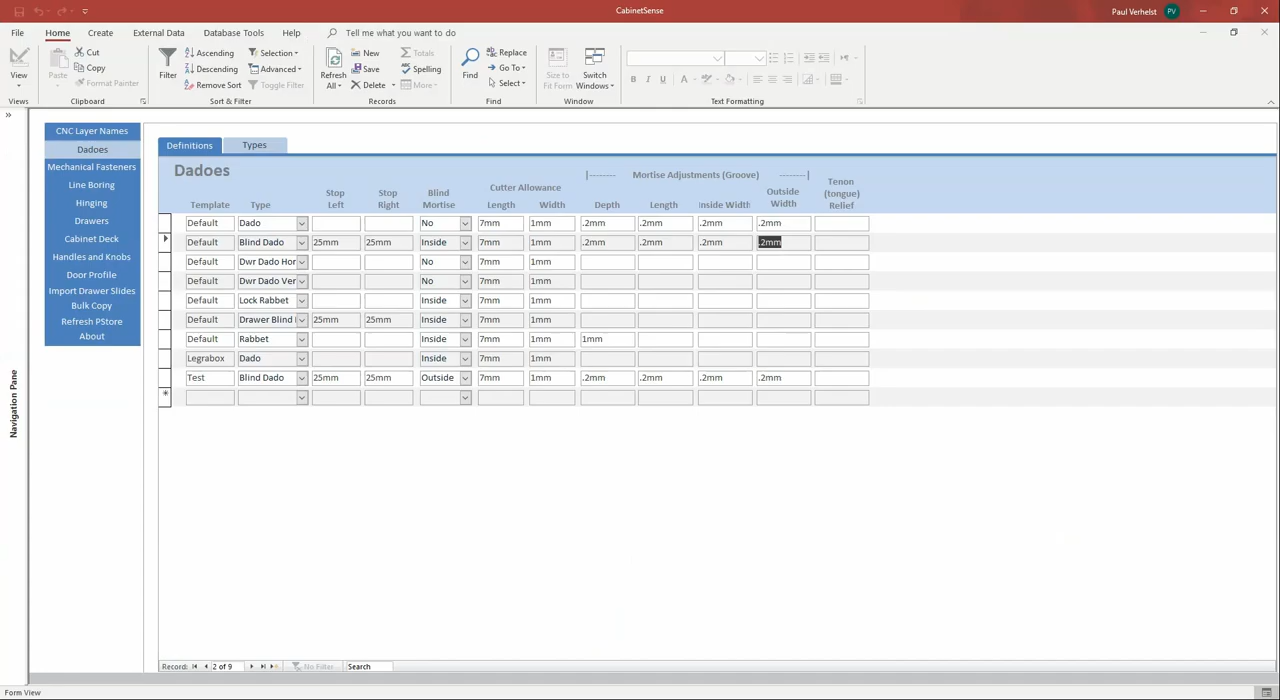 CabinetSense
Paul Verhelst PV
File Home Create External Data Database Tools Help Tell me what you want to do
View
Views
Paste
Cut
Copy
Format Painter
Clipboard
Filter
Ascending
Descending
Remove Sort
Selection
Advanced
Toggle Filter
Sort & Filter
Refresh All
New
Save
Delete
Totals
Spelling
More
Records
Find
Replace
Go To
Select
Find
Size to Fit Form
Switch Windows
Window
B I U A
Text Formatting
Navigation Pane
CNC Layer Names
Dadoes
Mechanical Fasteners
Line Boring
Hinging
Drawers
Cabinet Deck
Handles and Knobs
Door Profile
Import Drawer Slides
Bulk Copy
Refresh PStore
About
Definitions Types
Dadoes
|-------- Mortise Adjustments (Groove) --------|
Template Type Stop Left Stop Right Blind Mortise Cutter Allowance Length Width Depth Length Inside Width Outside Width Tenon (tongue) Relief
Default Dado No 7mm 1mm .2mm .2mm .2mm .2mm
Default Blind Dado 25mm 25mm Inside 7mm 1mm .2mm .2mm .2mm .2mm
Default Dwr Dado Hor No 7mm 1mm
Default Dwr Dado Ver No 7mm 1mm
Default Lock Rabbet Inside 7mm 1mm
Default Drawer Blind 25mm 25mm Inside 7mm 1mm
Default Rabbet Inside 7mm 1mm 1mm
Legrabox Dado Inside 7mm 1mm
Test Blind Dado 25mm 25mm Outside 7mm 1mm .2mm .2mm .2mm .2mm
Record: 2 of 9 No Filter Search
Form View